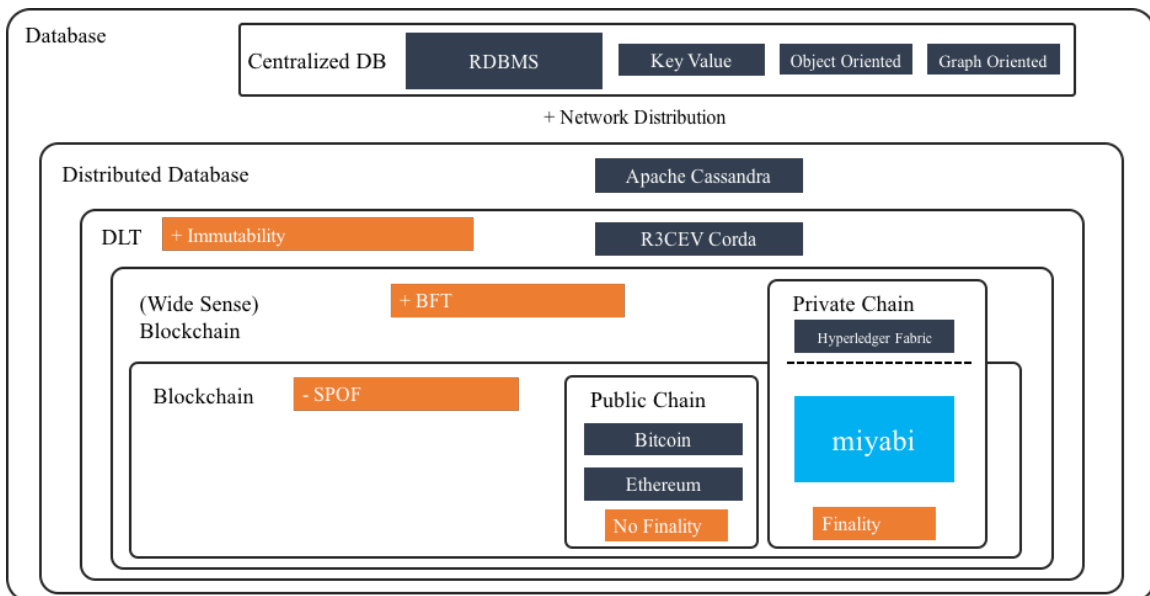 Database
Centralized DB
RDBMS
Key Value
Object Oriented
Graph Oriented
+ Network Distribution
Distributed Database
Apache Cassandra
DLT
+ Immutability
R3CEV Corda
(Wide Sense)
Blockchain
+ BFT
Private Chain
Hyperledger Fabric
Blockchain
- SPOF
Public Chain
Bitcoin
Ethereum
No Finality
miyabi
Finality